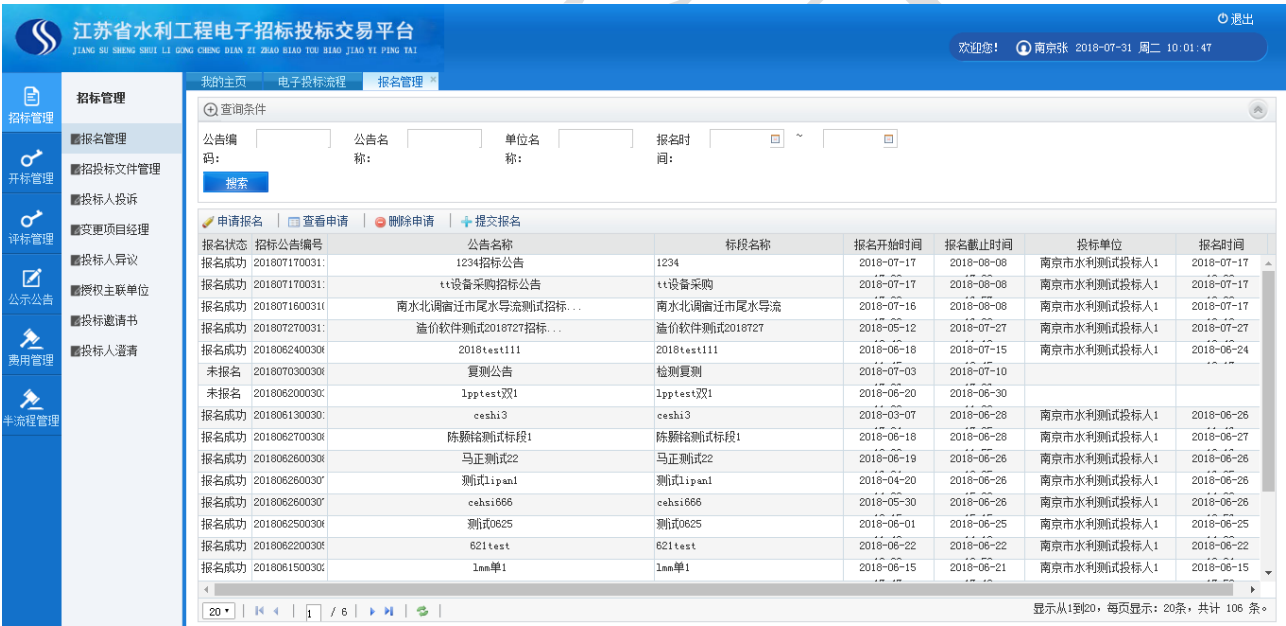 江苏省水利工程电子招标投标交易平台
JIANG SU SHENG SHUI LI GONG CHENG DIAN ZI ZHAO BIAO TOU BIAO JIAO YI PING TAI
退出
欢迎您! 南京张 2018-07-31 周二 10:01:47
招标管理
开标管理
评标管理
公示公告
费用管理
半流程管理
招标管理
报名管理
招投标文件管理
投标人投诉
变更项目经理
投标人异议
授权主联单位
投标邀请书
投标人澄清
我的主页 电子投标流程 报名管理
查询条件
公告编码: 公告名称: 单位名称: 报名时间: ~
搜索
申请报名 查看申请 删除申请 提交报名
报名状态 招标公告编号 公告名称 标段名称 报名开始时间 报名截止时间 投标单位 报名时间
报名成功 201807170031 1234招标公告 1234 2018-07-17 2018-08-08 南京市水利测试投标人1 2018-07-17
报名成功 201807170031 tt设备采购招标公告 tt设备采购 2018-07-17 2018-08-08 南京市水利测试投标人1 2018-07-17
报名成功 201807160031 南水北调宿迁市尾水导流测试招标... 南水北调宿迁市尾水导流 2018-07-16 2018-08-08 南京市水利测试投标人1 2018-07-17
报名成功 201807270031 造价软件测试2018727招标... 造价软件测试2018727 2018-05-12 2018-07-27 南京市水利测试投标人1 2018-07-27
报名成功 201806240030 2018test111 2018test111 2018-06-18 2018-07-15 南京市水利测试投标人1 2018-06-24
未报名 201807030030 复测公告 检测复测 2018-07-03 2018-07-10
未报名 201806200030 lpptest双1 lpptest双1 2018-06-20 2018-06-30
报名成功 201806130030 ceshi3 ceshi3 2018-03-07 2018-06-28 南京市水利测试投标人1 2018-06-26
报名成功 201806270030 陈颢铭测试标段1 陈颢铭测试标段1 2018-06-18 2018-06-28 南京市水利测试投标人1 2018-06-27
报名成功 201806260030 马正测试22 马正测试22 2018-06-19 2018-06-26 南京市水利测试投标人1 2018-06-26
报名成功 201806260030 测试lipan1 测试lipan1 2018-04-20 2018-06-26 南京市水利测试投标人1 2018-06-26
报名成功 201806260030 cehsi666 cehsi666 2018-05-30 2018-06-26 南京市水利测试投标人1 2018-06-26
报名成功 201806250030 测试0625 测试0625 2018-06-01 2018-06-25 南京市水利测试投标人1 2018-06-25
报名成功 201806220030 621test 621test 2018-06-22 2018-06-22 南京市水利测试投标人1 2018-06-22
报名成功 201806150030 lmm单1 lmm单1 2018-06-15 2018-06-21 南京市水利测试投标人1 2018-06-15
20 1 / 6 显示从1到20，每页显示：20条，共计 106 条。